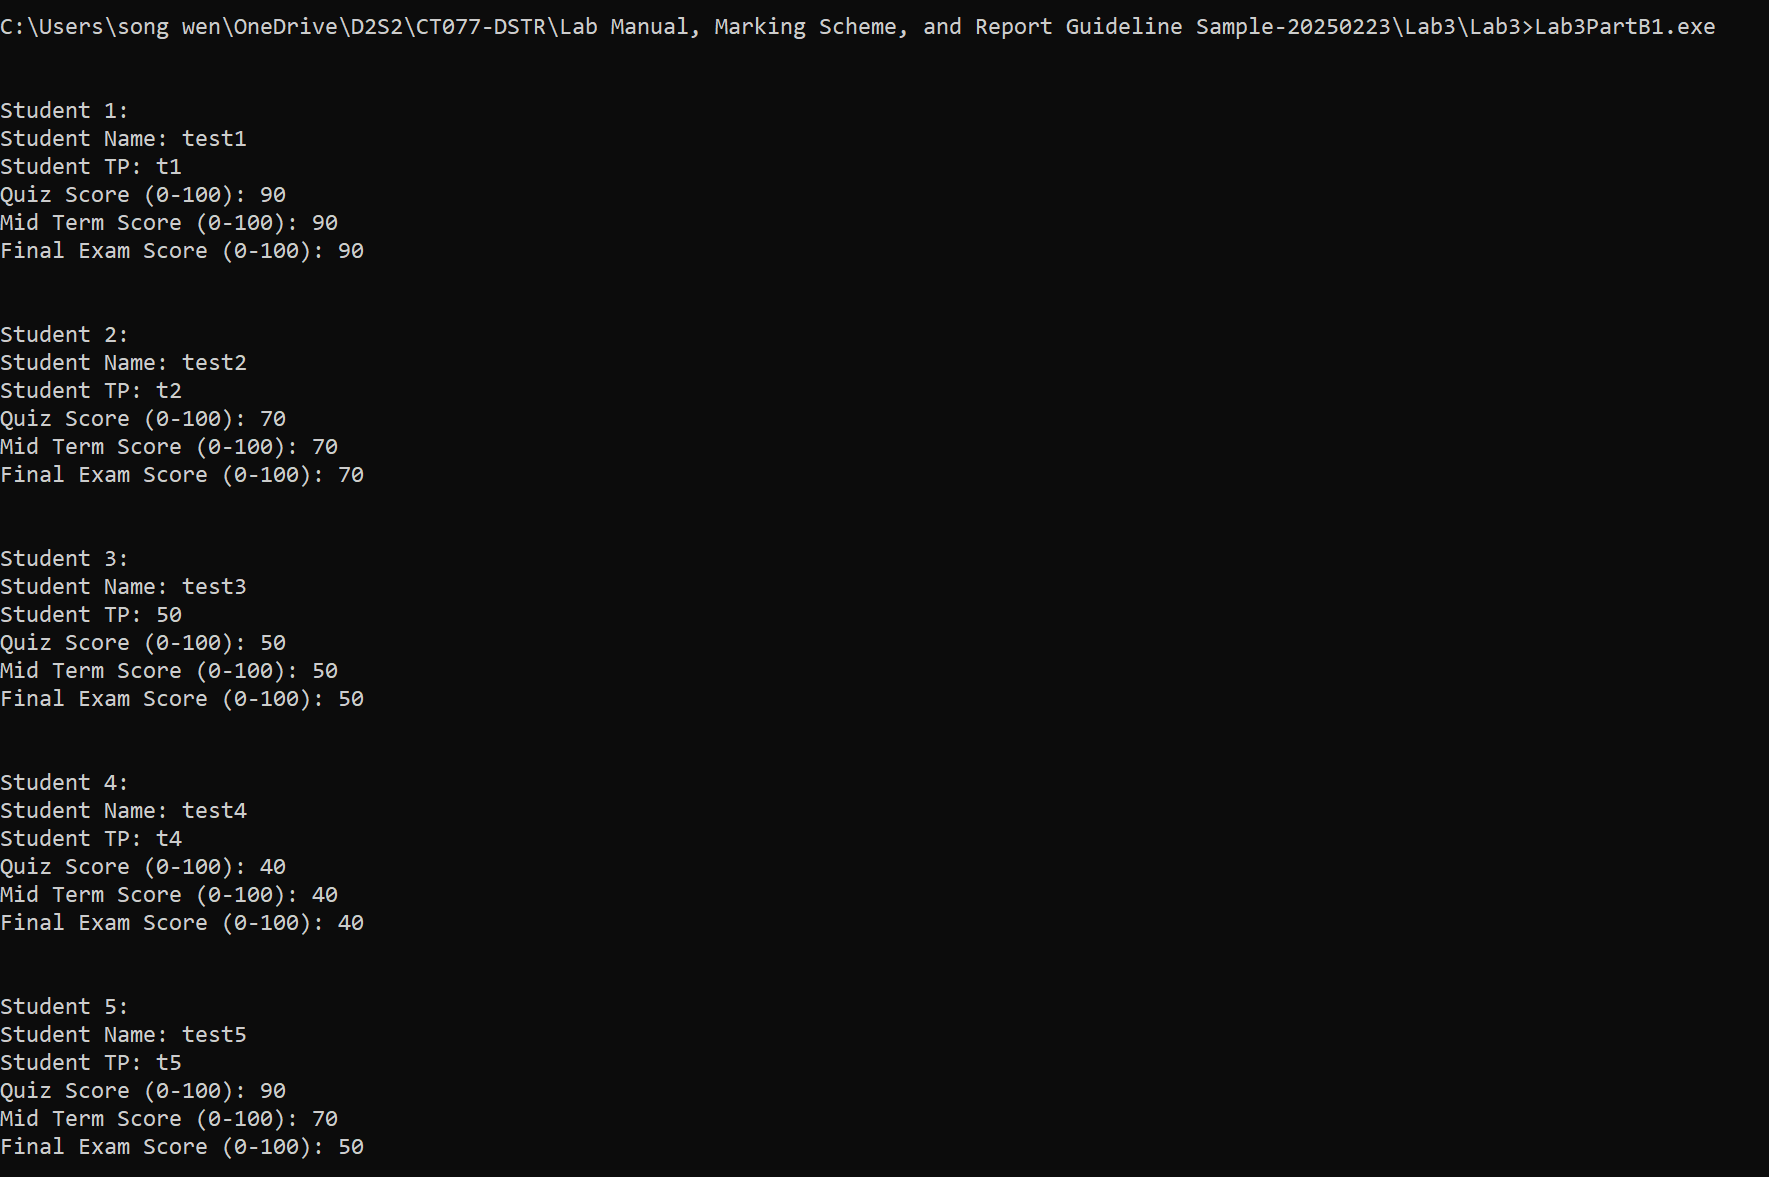 C:\Users\song wen\OneDrive\D2S2\CT077-DSTR\Lab Manual, Marking Scheme, and Report Guideline Sample-20250223\Lab3\Lab3>Lab3PartB1.exe
Student 1:
Student Name: test1
Student TP: t1
Quiz Score (0-100): 90
Mid Term Score (0-100): 90
Final Exam Score (0-100): 90
Student 2:
Student Name: test2
Student TP: t2
Quiz Score (0-100): 70
Mid Term Score (0-100): 70
Final Exam Score (0-100): 70
Student 3:
Student Name: test3
Student TP: 50
Quiz Score (0-100): 50
Mid Term Score (0-100): 50
Final Exam Score (0-100): 50
Student 4:
Student Name: test4
Student TP: t4
Quiz Score (0-100): 40
Mid Term Score (0-100): 40
Final Exam Score (0-100): 40
Student 5:
Student Name: test5
Student TP: t5
Quiz Score (0-100): 90
Mid Term Score (0-100): 70
Final Exam Score (0-100): 50